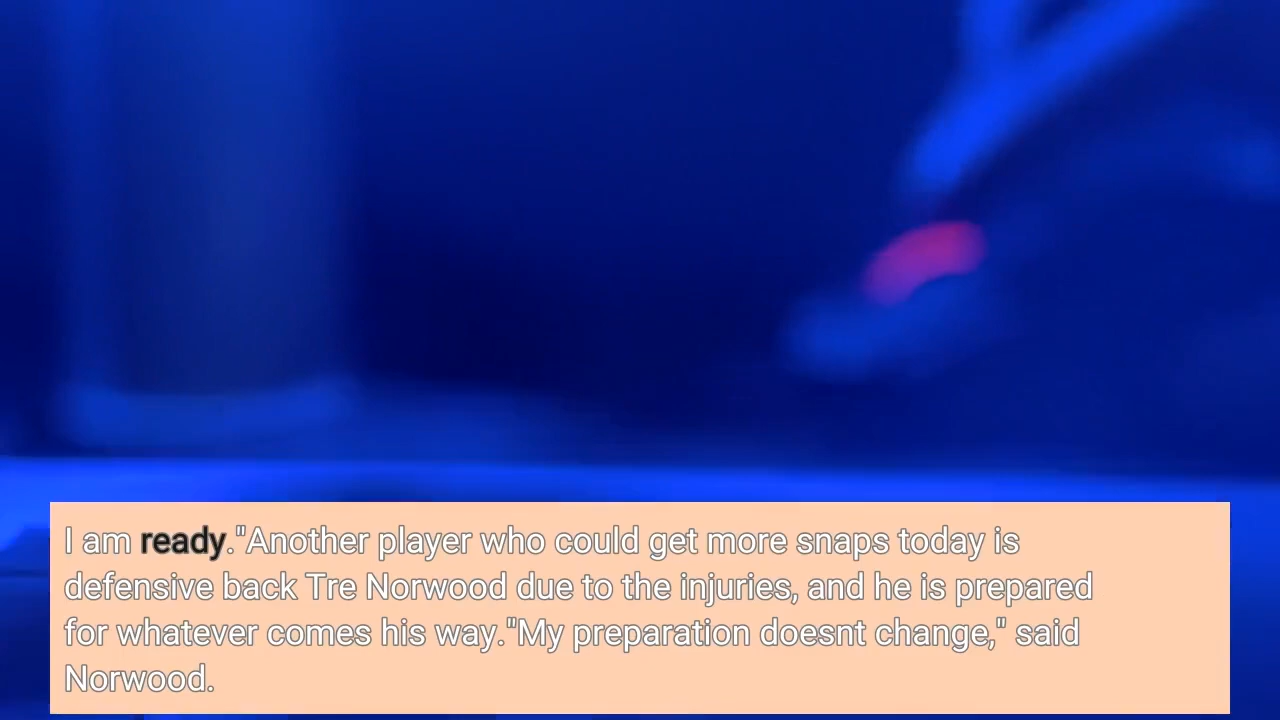 I am ready."Another player who could get more snaps today is
defensive back Tre Norwood due to the injuries, and he is prepared
for whatever comes his way."My preparation doesnt change," said
Norwood.